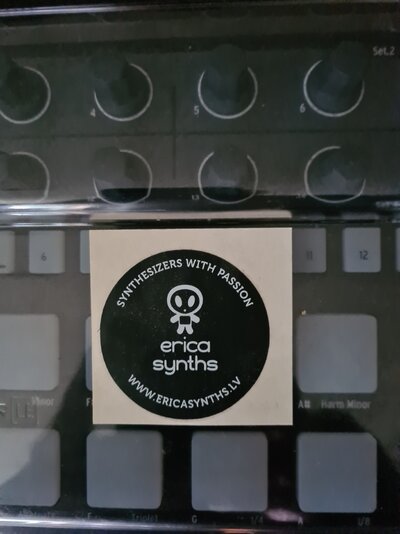 Set.2
4
5
6
13
6
11
12
SYNTHESIZERS WITH PASSION
erica
synths
WWW.ERICASYNTHS.LV
Minor
A# Harm Minor
Triplet
G
1/4
A
1/8